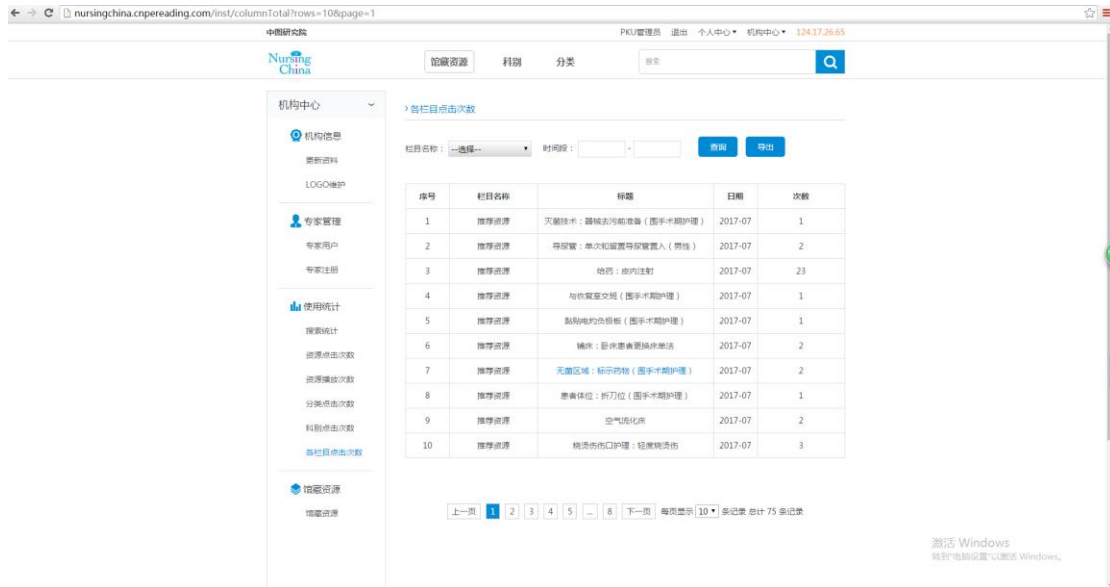 nursingchina.cnpereading.com/inst/columnTotal?rows=10&page=1
中图研究院 PKU管理员 退出 个人中心 机构中心 124.17.26.65
Nursing China 馆藏资源 科别 分类 搜索
机构中心
机构信息
更新资料
LOGO维护
专家管理
专家用户
专家注册
使用统计
搜索统计
资源点击次数
资源播放次数
分类点击次数
科别点击次数
各栏目点击次数
馆藏资源
馆藏资源
各栏目点击次数
栏目名称： --选择-- 时间段： - 查询 导出
序号 栏目名称 标题 日期 次数
1 推荐资源 灭菌技术：器械去污前准备（围手术期护理） 2017-07 1
2 推荐资源 导尿管：单次和留置导尿管置入（男性） 2017-07 2
3 推荐资源 给药：皮内注射 2017-07 23
4 推荐资源 与恢复室交班（围手术期护理） 2017-07 1
5 推荐资源 黏贴电灼负极板（围手术期护理） 2017-07 1
6 推荐资源 铺床：卧床患者更换床单法 2017-07 2
7 推荐资源 无菌区域：标示药物（围手术期护理） 2017-07 2
8 推荐资源 患者体位：折刀位（围手术期护理） 2017-07 1
9 推荐资源 空气流化床 2017-07 2
10 推荐资源 烧烫伤伤口护理：轻度烧烫伤 2017-07 3
上一页 1 2 3 4 5 ... 8 下一页 每页显示 10 条记录 总计 75 条记录
激活 Windows
转到"电脑设置"以激活 Windows。